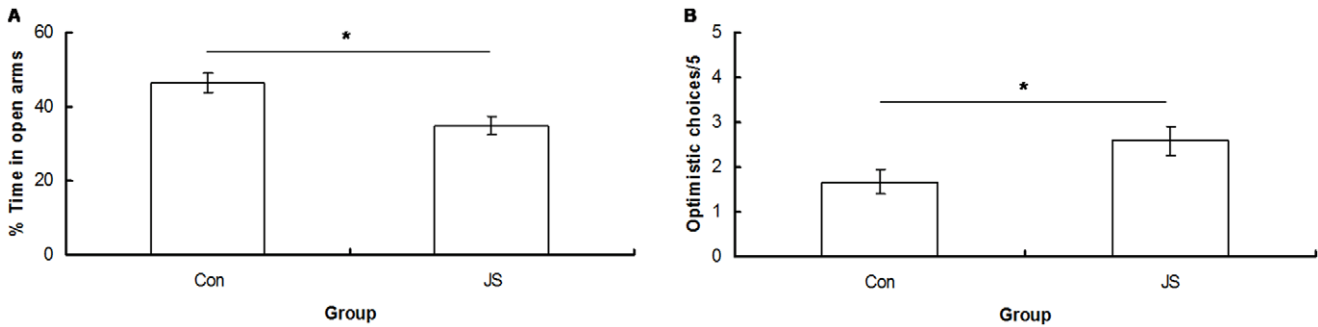 A
% Time in open arms
60
*
40
20
0
Con
JS
Group
B
Optimistic choices/5
5
4
3
*
2
1
0
Con
JS
Group